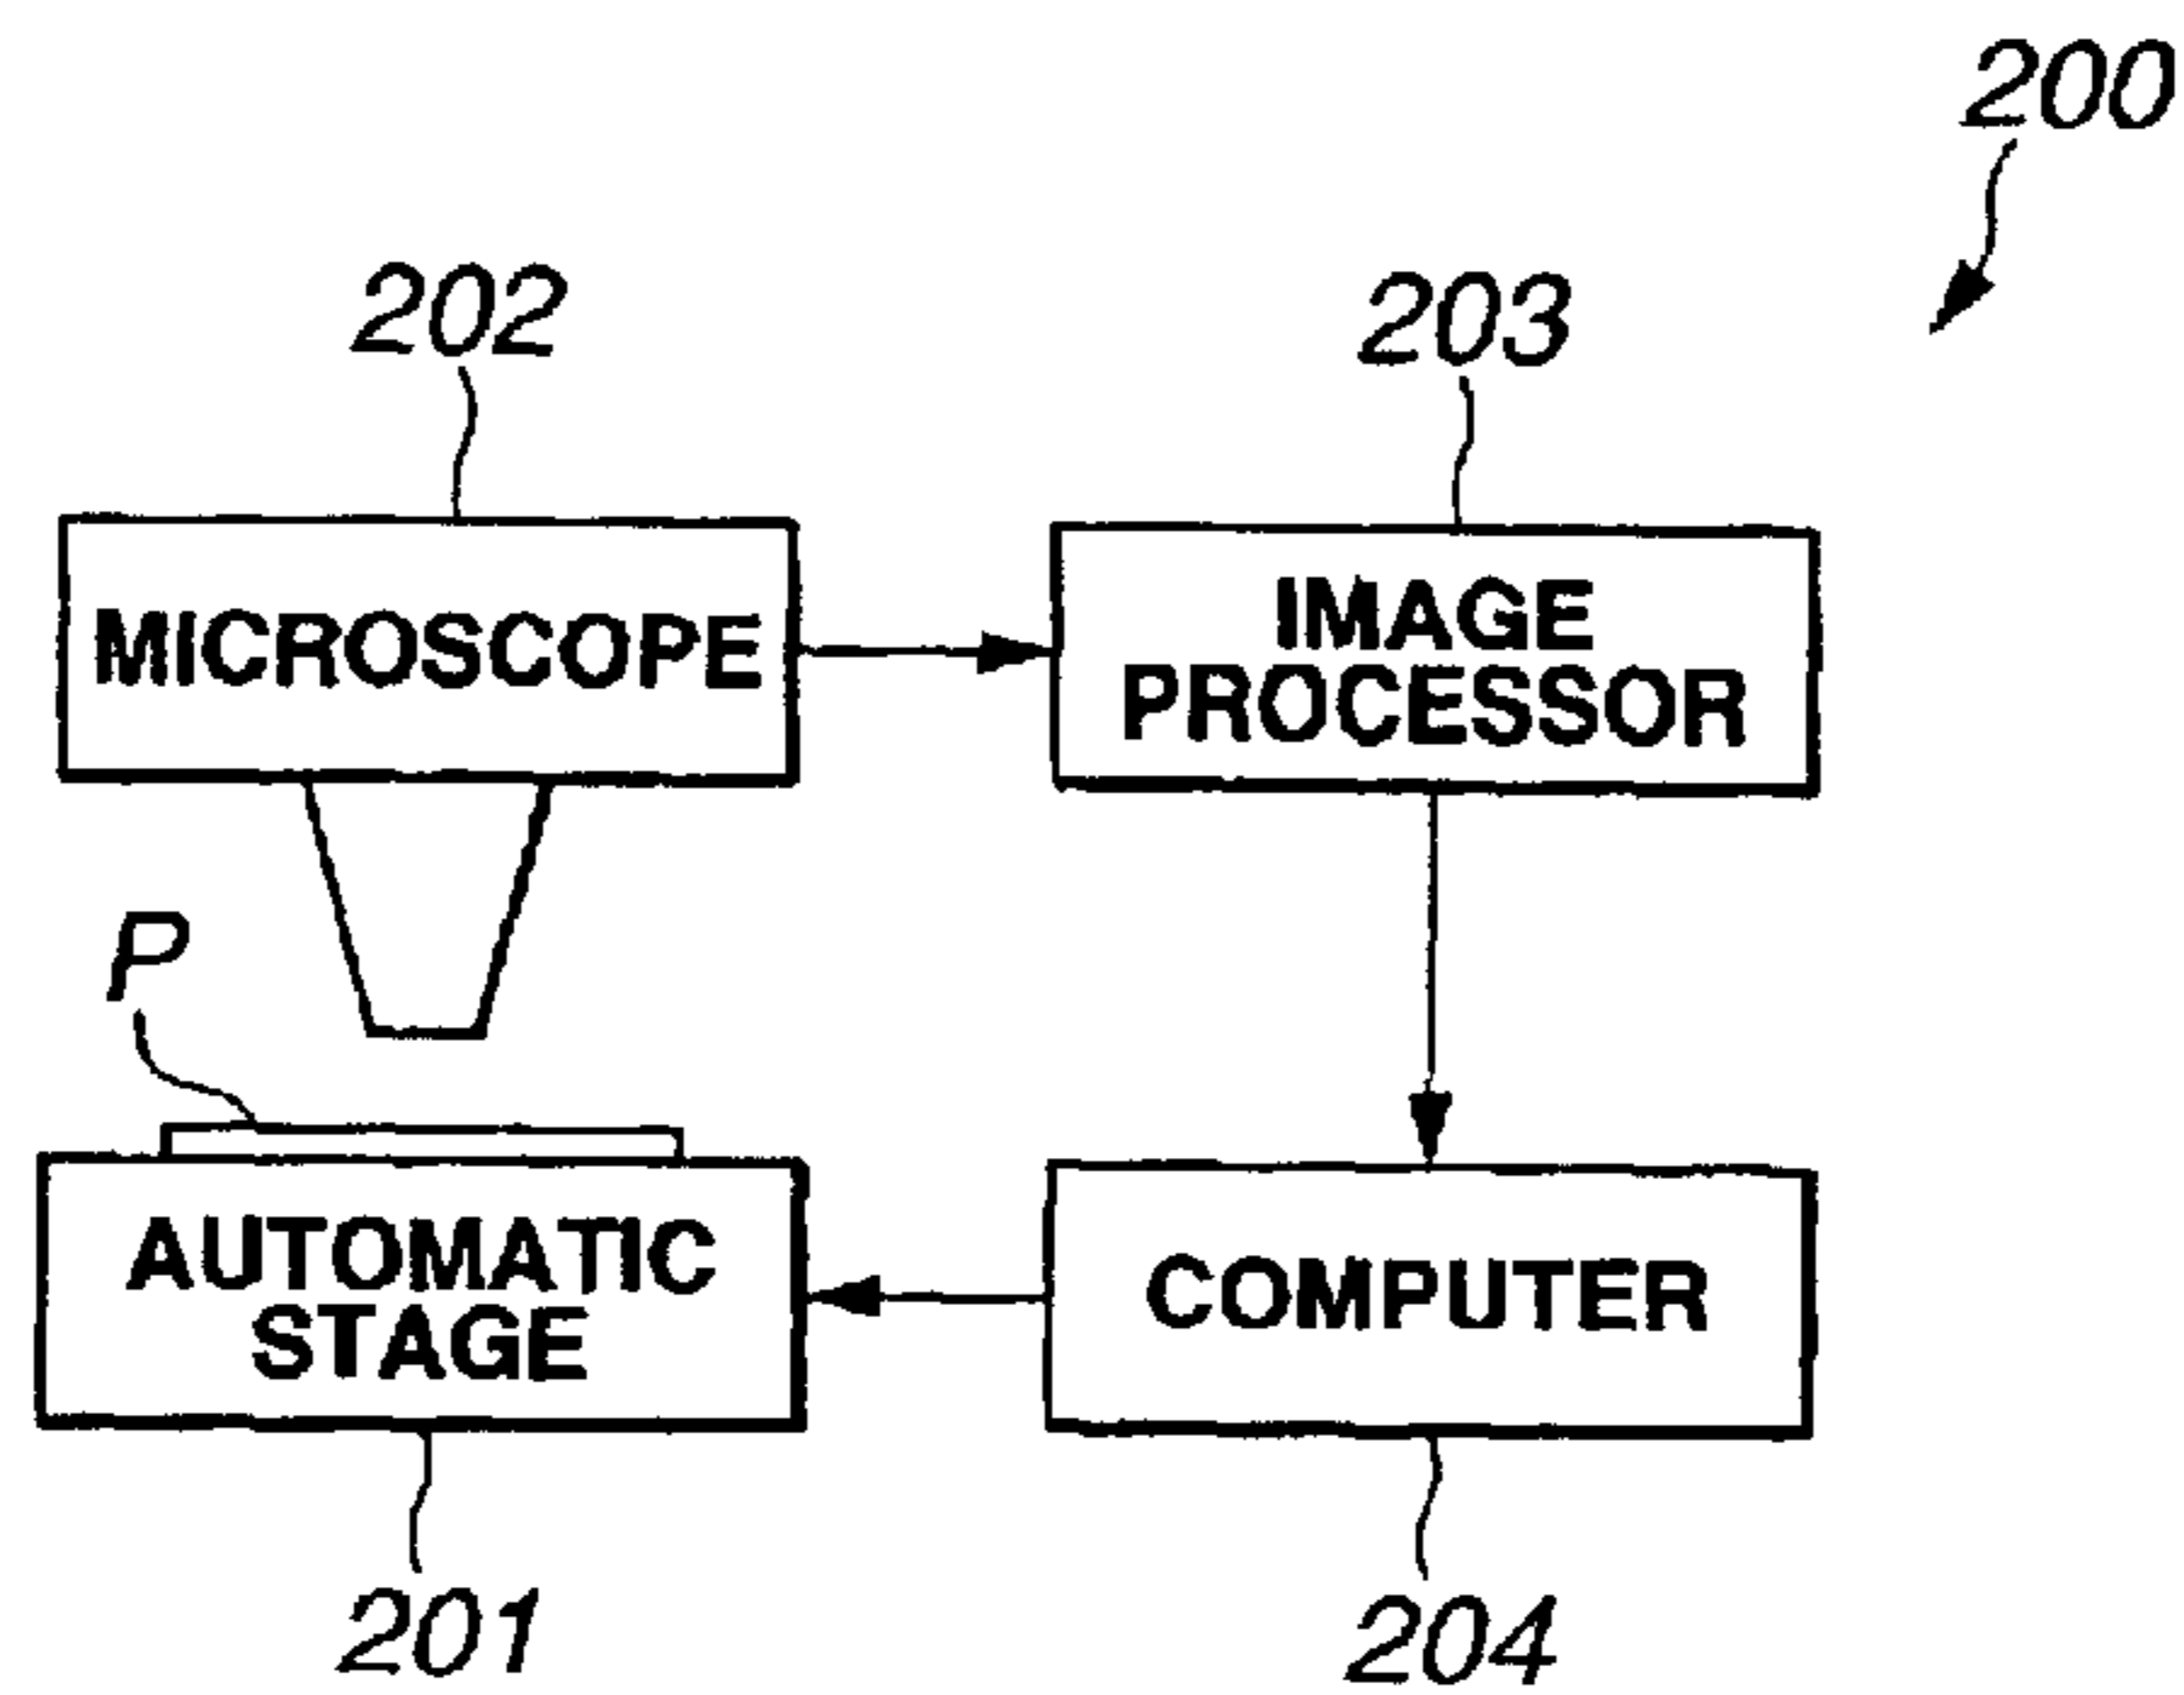 200
202
203
MICROSCOPE
IMAGE
PROCESSOR
P
AUTOMATIC
STAGE
COMPUTER
201
204